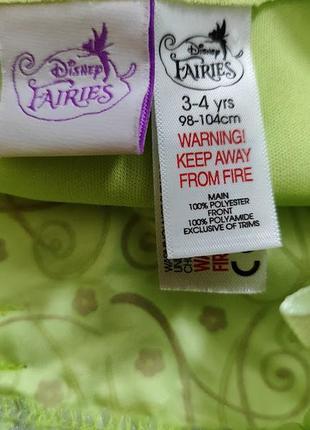 Disney
FAIRIES
Disney
FAIRIES
3-4 yrs
98-104cm
WARNING!
KEEP AWAY
FROM FIRE
MAIN
100% POLYESTER
FRONT
100% POLYAMIDE
EXCLUSIVE OF TRIMS